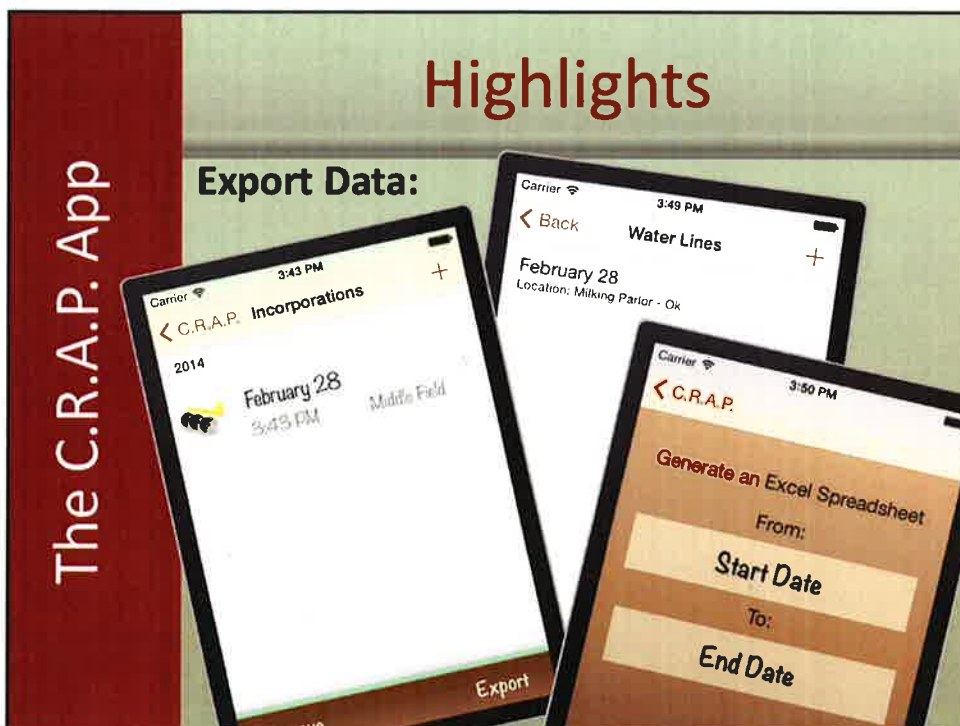 The C.R.A.P. App
Highlights
Export Data:
Carrier
3:43 PM
C.R.A.P.
Incorporations
+
2014
February 28
3:43 PM
Middle Field
Export
Carrier
3:49 PM
Back
Water Lines
+
February 28
Location: Milking Parlor - Ok
Carrier
3:50 PM
C.R.A.P.
Generate an Excel Spreadsheet
From:
Start Date
To:
End Date